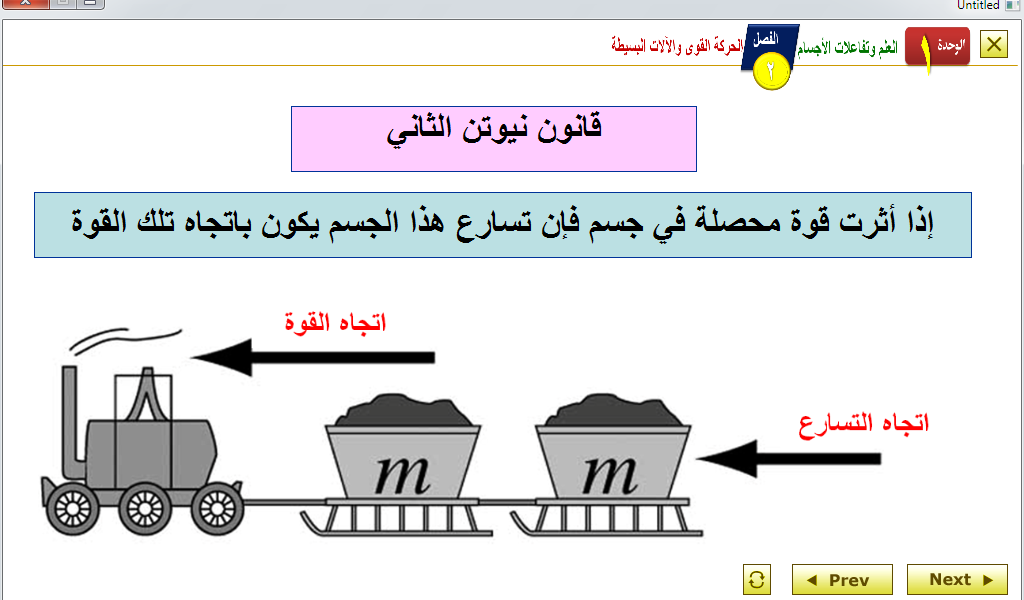 Untitled
الوحدة ١ العلم وتفاعلات الأجسام الفصل ٢ الحركة القوى والآلات البسيطة
قانون نيوتن الثاني
إذا أثرت قوة محصلة في جسم فإن تسارع هذا الجسم يكون باتجاه تلك القوة
اتجاه القوة
اتجاه التسارع
m m
Prev Next